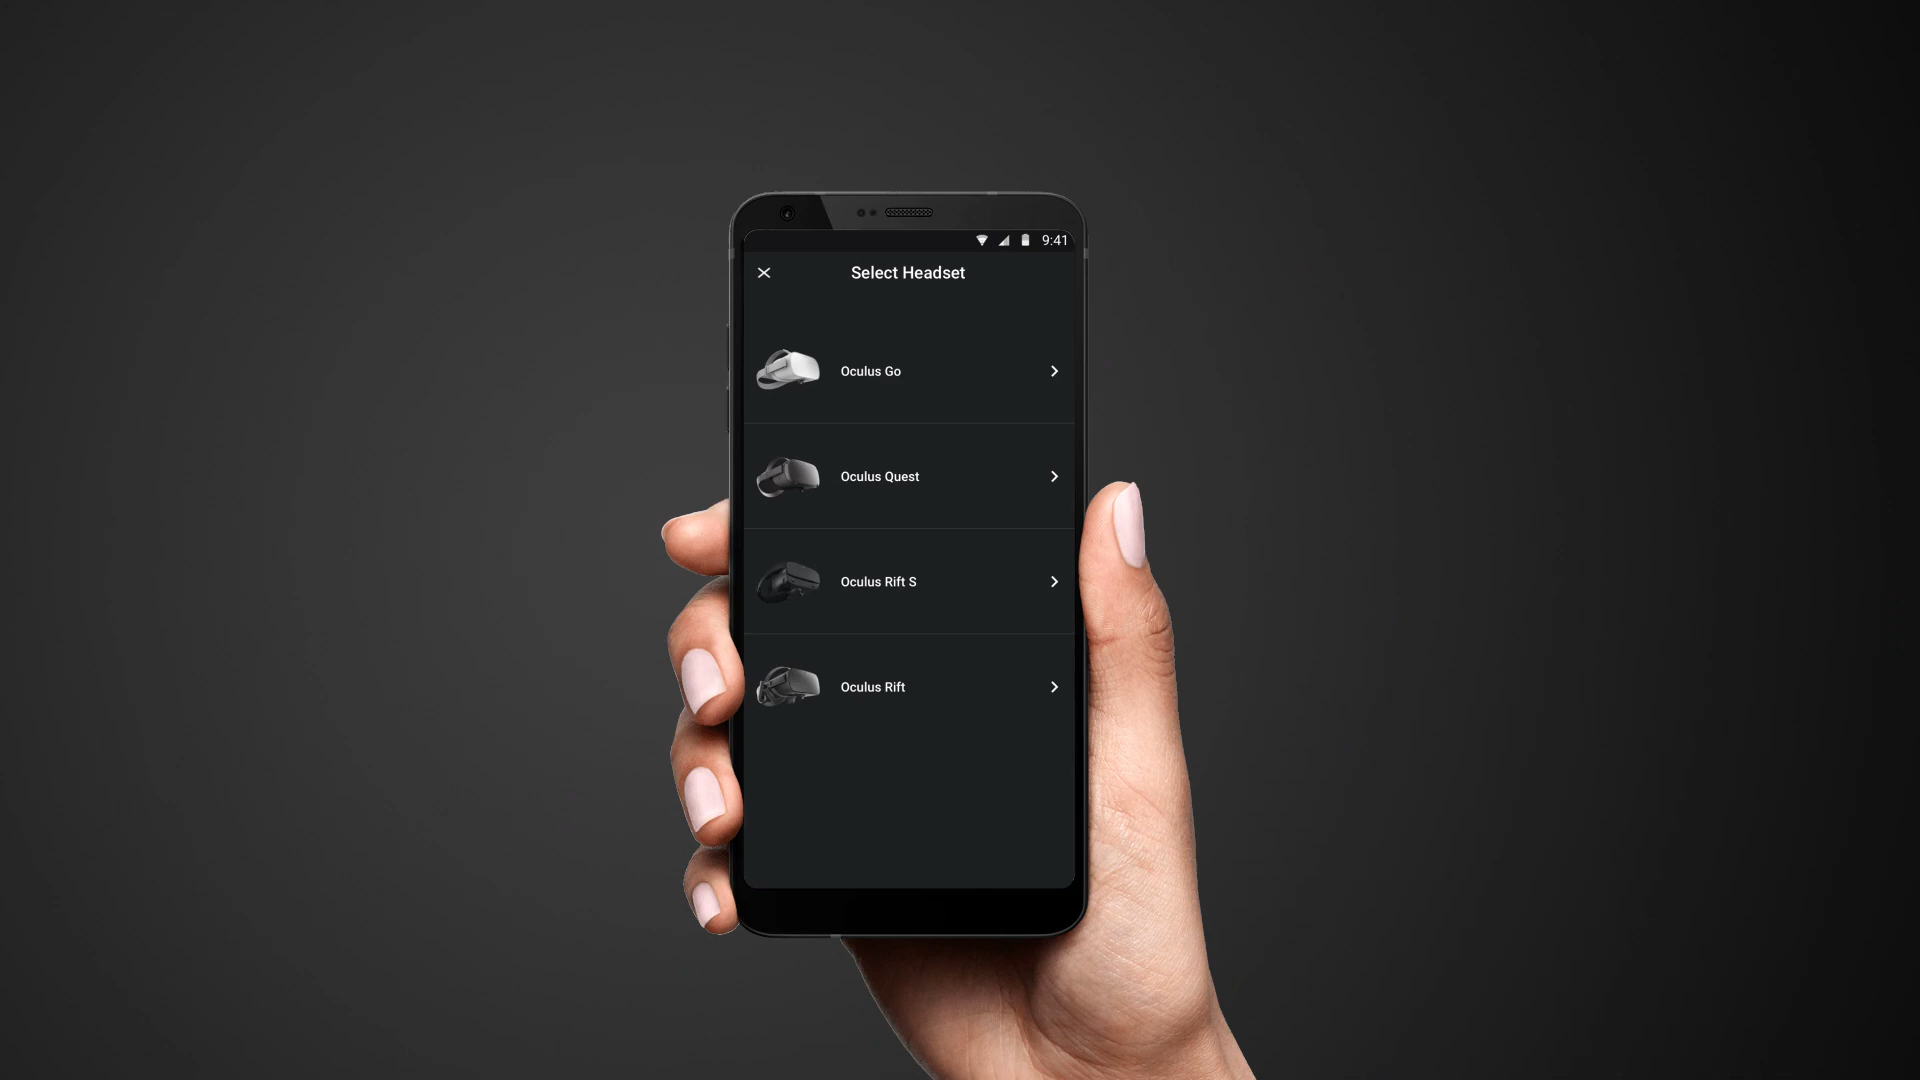 9:41
Select Headset
Oculus Go
Oculus Quest
Oculus Rift S
Oculus Rift